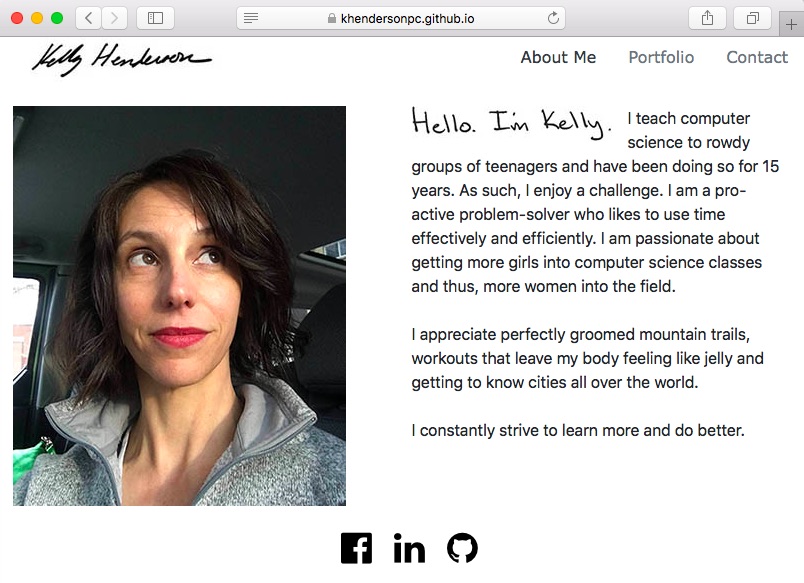 khendersonpc.github.io
Kelly Henderson
About Me Portfolio Contact
Hello. I'm Kelly. I teach computer
science to rowdy
groups of teenagers and have been doing so for 15
years. As such, I enjoy a challenge. I am a pro-
active problem-solver who likes to use time
effectively and efficiently. I am passionate about
getting more girls into computer science classes
and thus, more women into the field.
I appreciate perfectly groomed mountain trails,
workouts that leave my body feeling like jelly and
getting to know cities all over the world.
I constantly strive to learn more and do better.
f in